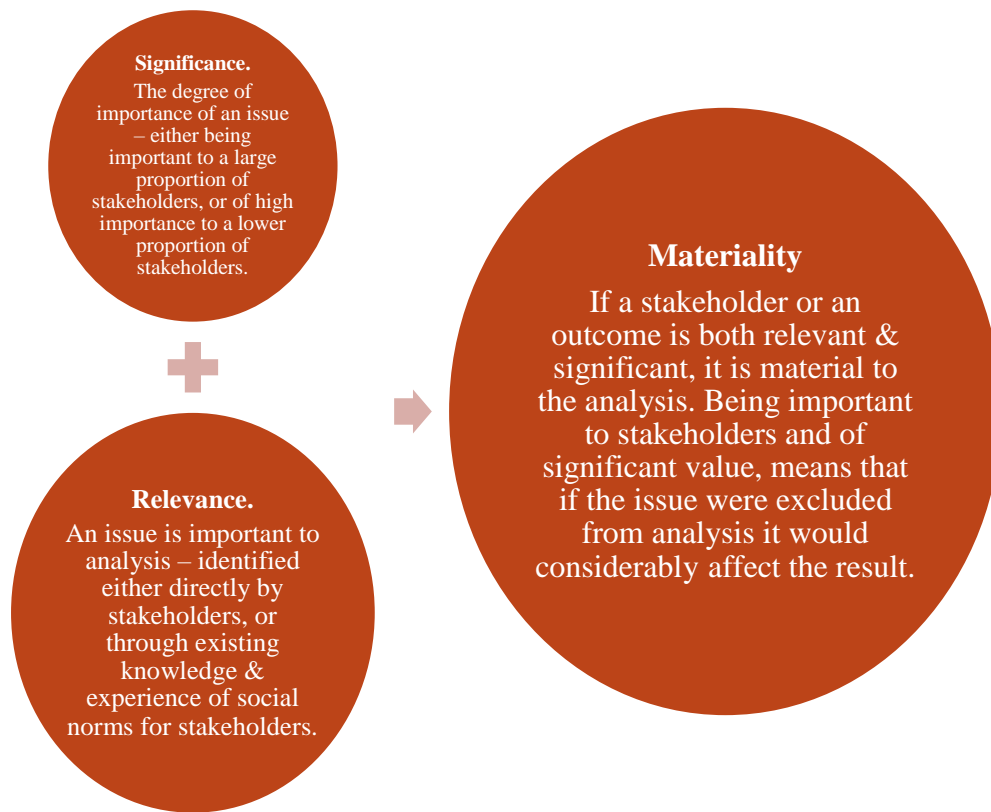 Significance.
The degree of
importance of an issue
– either being
important to a large
proportion of
stakeholders, or of high
importance to a lower
proportion of
stakeholders.
Relevance.
An issue is important to
analysis – identified
either directly by
stakeholders, or
through existing
knowledge &
experience of social
norms for stakeholders.
Materiality
If a stakeholder or an
outcome is both relevant &
significant, it is material to
the analysis. Being important
to stakeholders and of
significant value, means that
if the issue were excluded
from analysis it would
considerably affect the result.